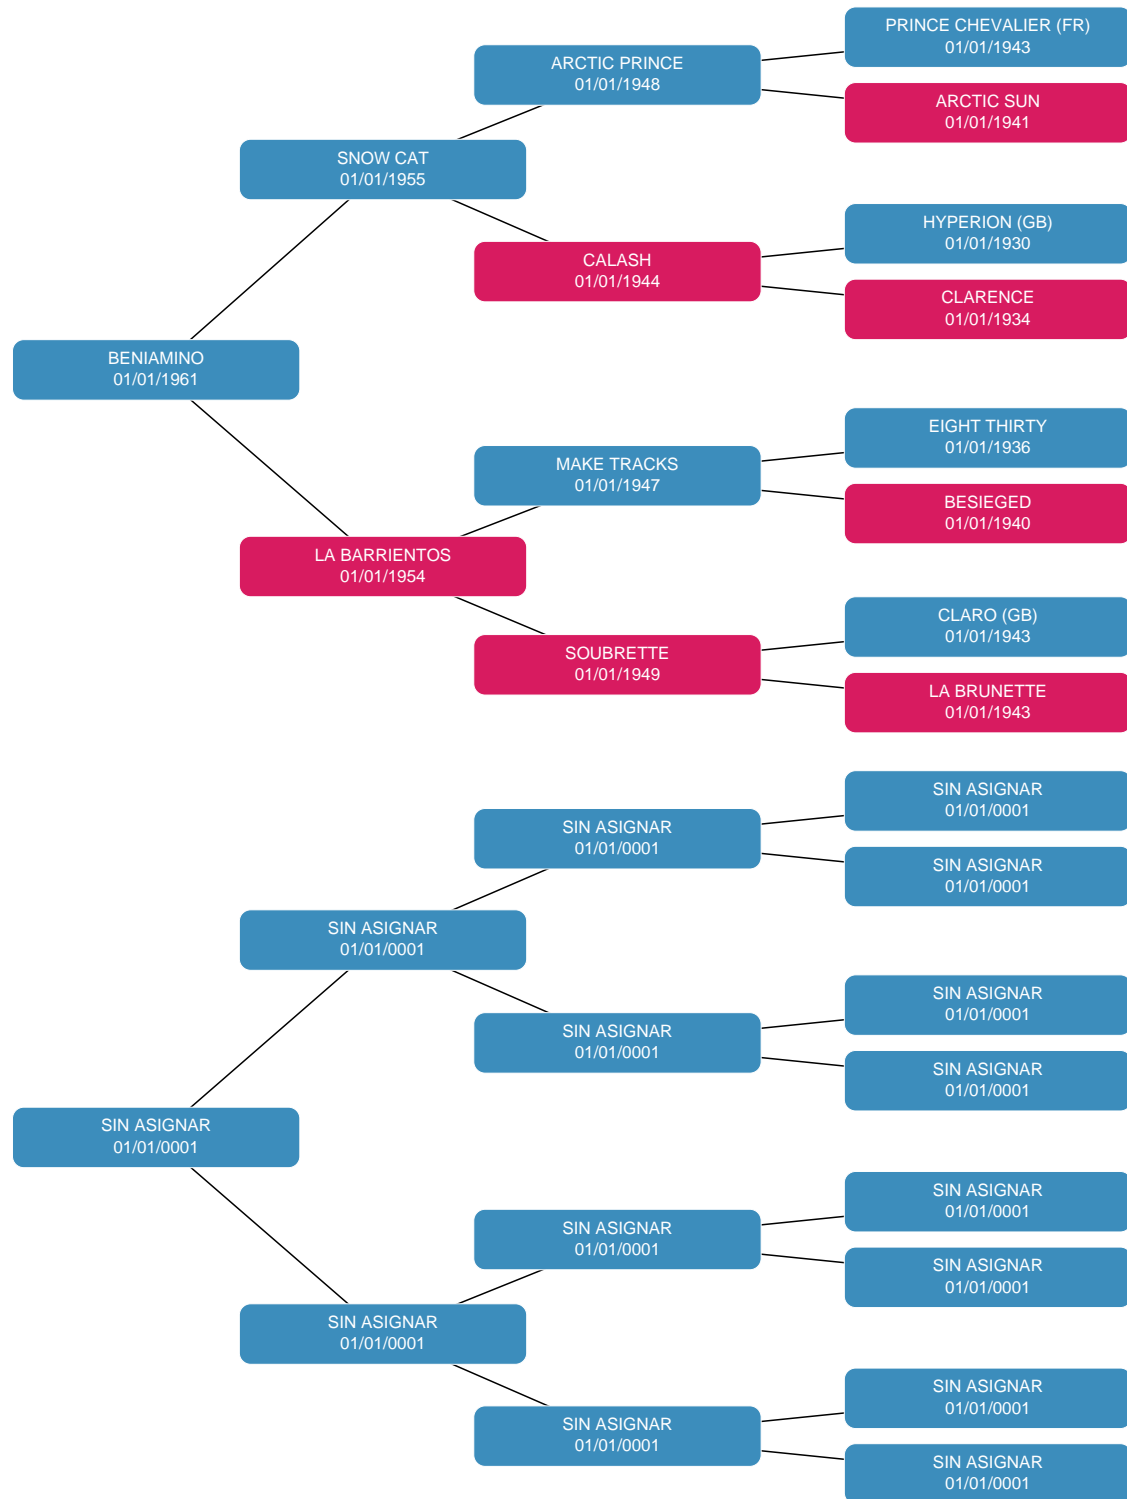 PRINCE CHEVALIER (FR)
01/01/1943
ARCTIC PRINCE
01/01/1948
ARCTIC SUN
01/01/1941
SNOW CAT
01/01/1955
HYPERION (GB)
01/01/1930
CALASH
01/01/1944
CLARENCE
01/01/1934
BENIAMINO
01/01/1961
EIGHT THIRTY
01/01/1936
MAKE TRACKS
01/01/1947
BESIEGED
01/01/1940
LA BARRIENTOS
01/01/1954
CLARO (GB)
01/01/1943
SOUBRETTE
01/01/1949
LA BRUNETTE
01/01/1943
SIN ASIGNAR
01/01/0001
SIN ASIGNAR
01/01/0001
SIN ASIGNAR
01/01/0001
SIN ASIGNAR
01/01/0001
SIN ASIGNAR
01/01/0001
SIN ASIGNAR
01/01/0001
SIN ASIGNAR
01/01/0001
SIN ASIGNAR
01/01/0001
SIN ASIGNAR
01/01/0001
SIN ASIGNAR
01/01/0001
SIN ASIGNAR
01/01/0001
SIN ASIGNAR
01/01/0001
SIN ASIGNAR
01/01/0001
SIN ASIGNAR
01/01/0001
SIN ASIGNAR
01/01/0001